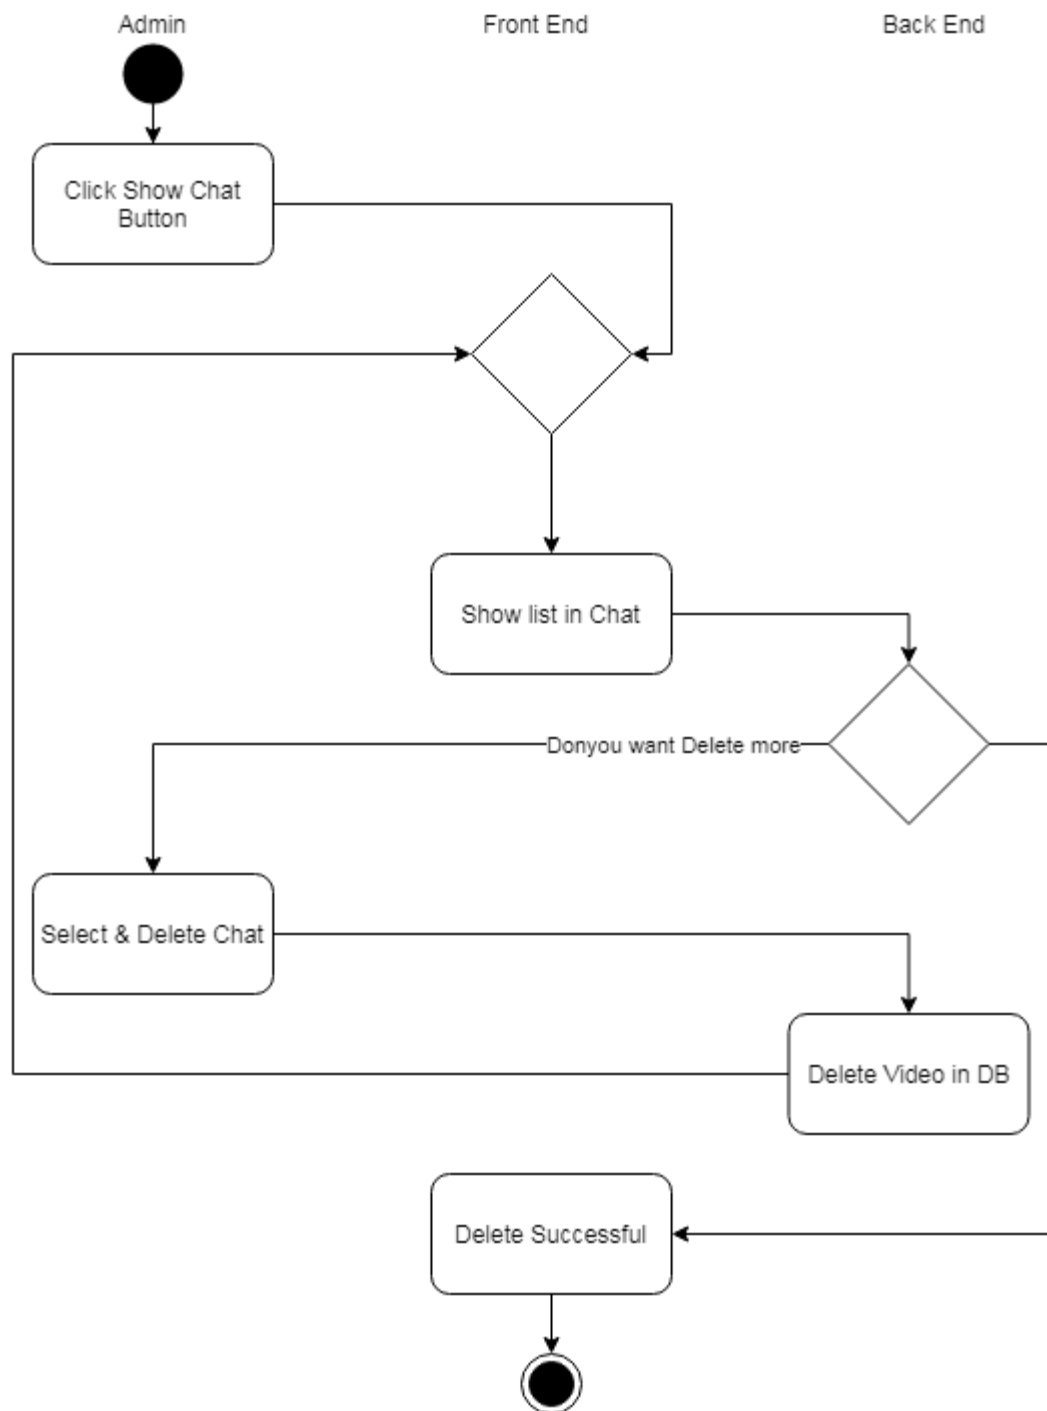 Admin
Front End
Back End
Click Show Chat
Button
Show list in Chat
Donyou want Delete more
Select & Delete Chat
Delete Video in DB
Delete Successful